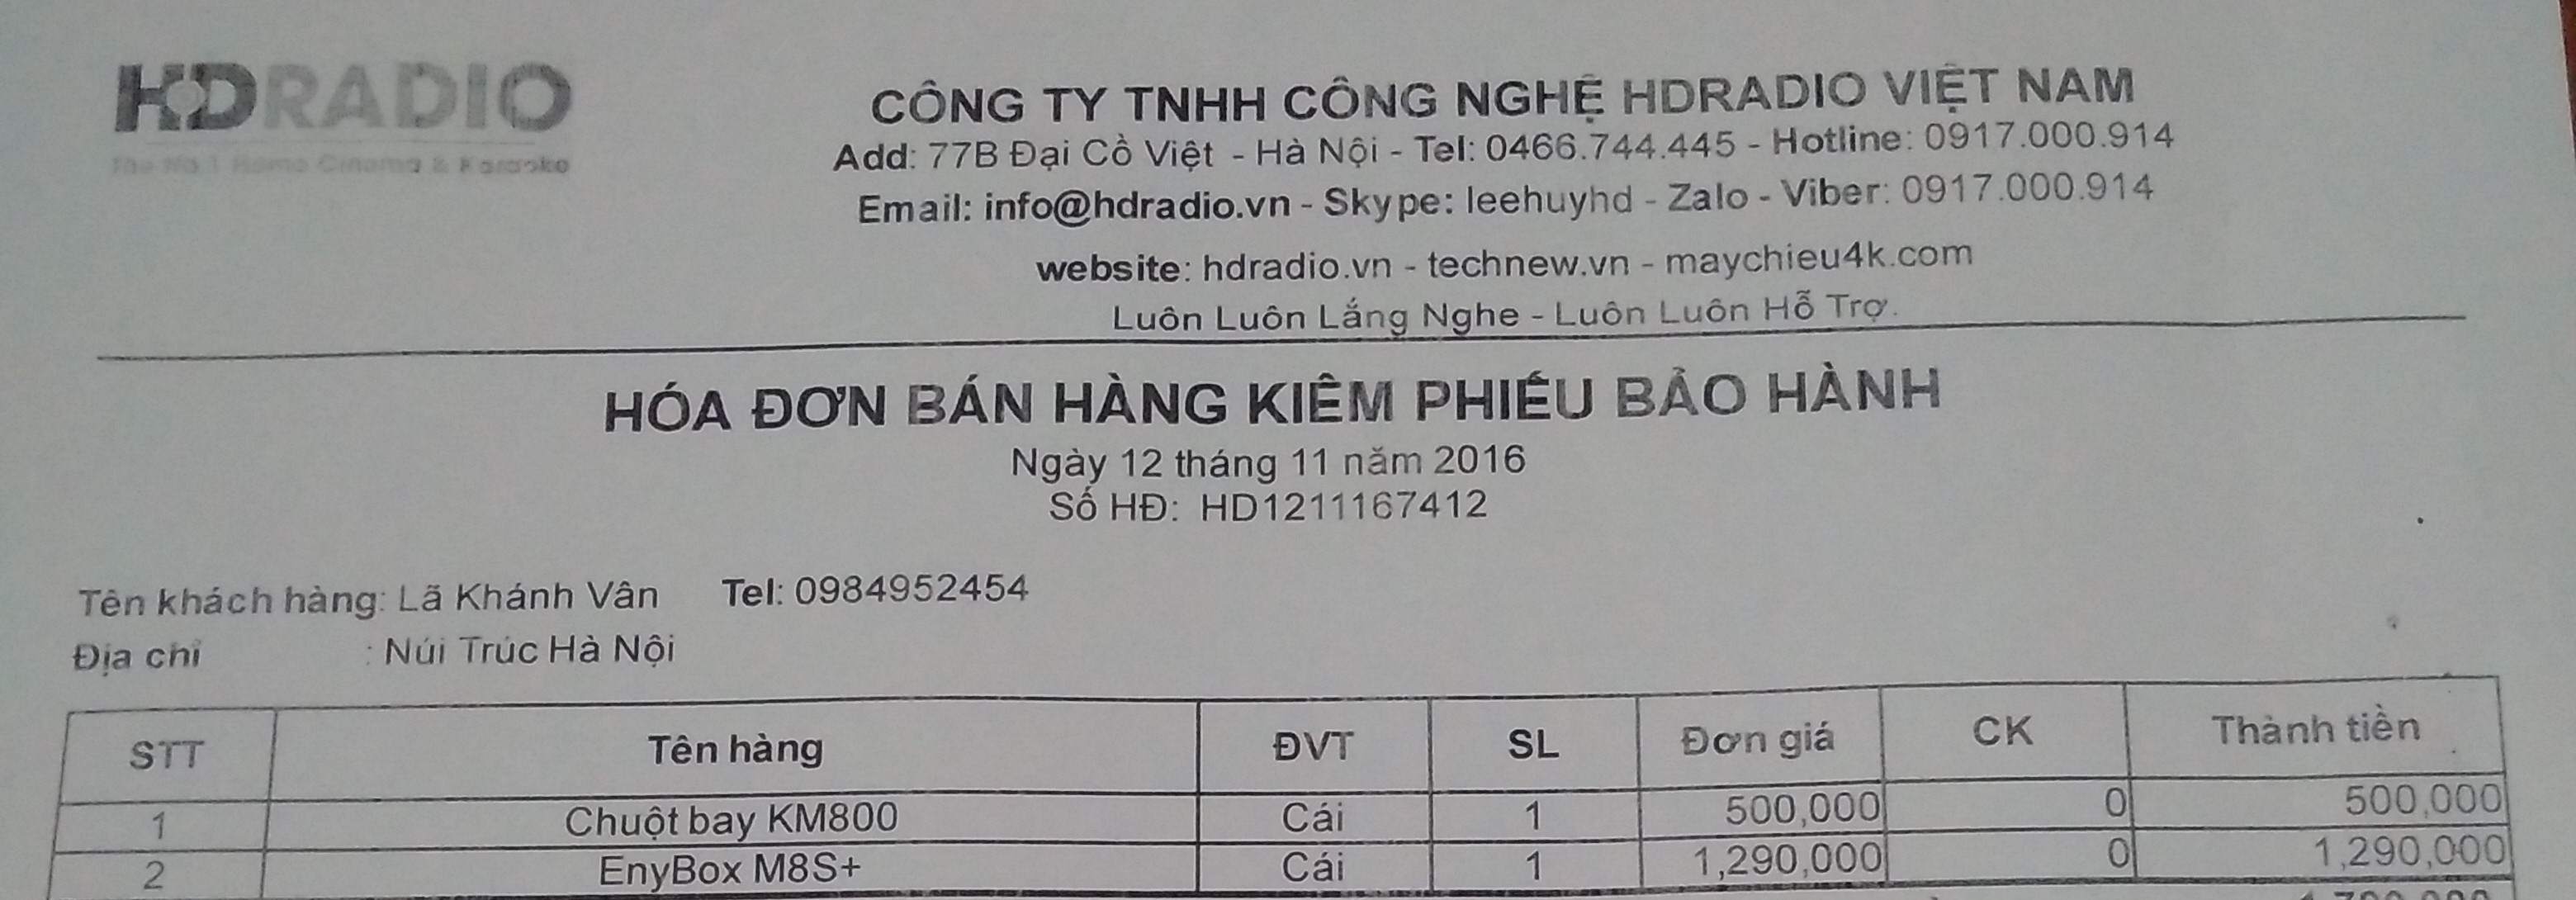 HDRADIO
The No 1 Home Cinema & Karaoke
CÔNG TY TNHH CÔNG NGHỆ HDRADIO VIỆT NAM
Add: 77B Đại Cồ Việt - Hà Nội - Tel: 0466.744.445 - Hotline: 0917.000.914
Email: info@hdradio.vn - Skype: leehuyhd - Zalo - Viber: 0917.000.914
website: hdradio.vn - technew.vn - maychieu4k.com
Luôn Luôn Lắng Nghe - Luôn Luôn Hỗ Trợ.
HÓA ĐƠN BÁN HÀNG KIÊM PHIẾU BẢO HÀNH
Ngày 12 tháng 11 năm 2016
Số HĐ: HD1211167412
Tên khách hàng: Lã Khánh Vân Tel: 0984952454
Địa chỉ : Núi Trúc Hà Nội
STT Tên hàng ĐVT SL Đơn giá CK Thành tiền
1 Chuột bay KM800 Cái 1 500,000 0 500,000
2 EnyBox M8S+ Cái 1 1,290,000 0 1,290,000